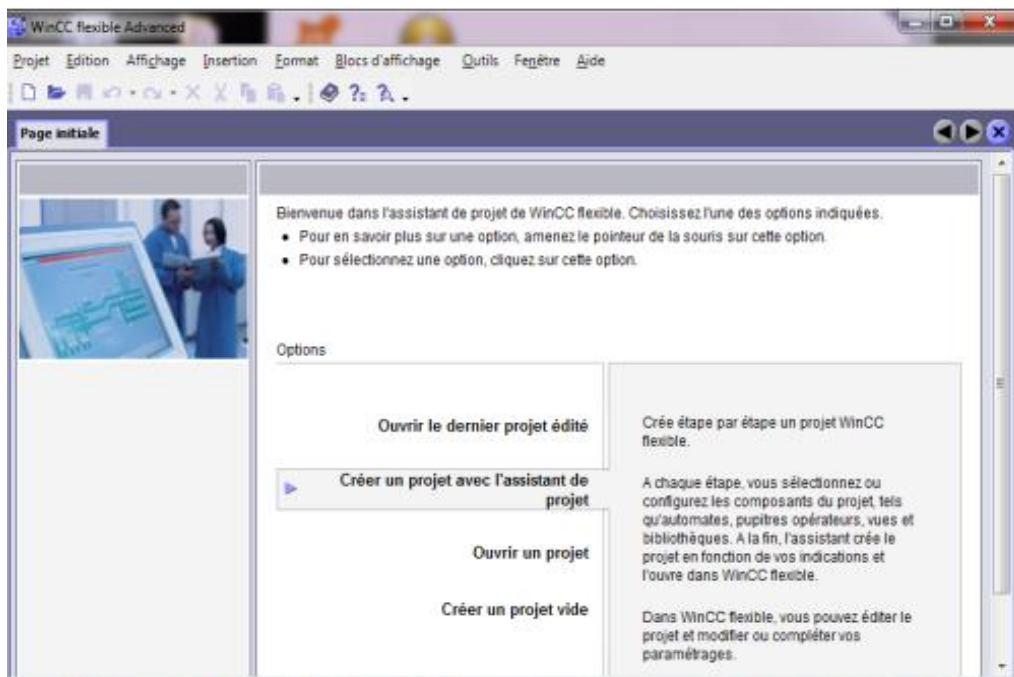 WinCC flexible Advanced
Projet Edition Affichage Insertion Format Blocs d'affichage Outils Fenêtre Aide
Page initiale
Bienvenue dans l'assistant de projet de WinCC flexible. Choisissez l'une des options indiquées.
• Pour en savoir plus sur une option, amenez le pointeur de la souris sur cette option.
• Pour sélectionnez une option, cliquez sur cette option.
Options
Ouvrir le dernier projet édité
Créer un projet avec l'assistant de
projet
Ouvrir un projet
Créer un projet vide
Crée étape par étape un projet WinCC
flexible.
A chaque étape, vous sélectionnez ou
configurez les composants du projet, tels
qu'automates, pupitres opérateurs, vues et
bibliothèques. A la fin, l'assistant crée le
projet en fonction de vos indications et
l'ouvre dans WinCC flexible.
Dans WinCC flexible, vous pouvez éditer le
projet et modifier ou compléter vos
paramétrages.